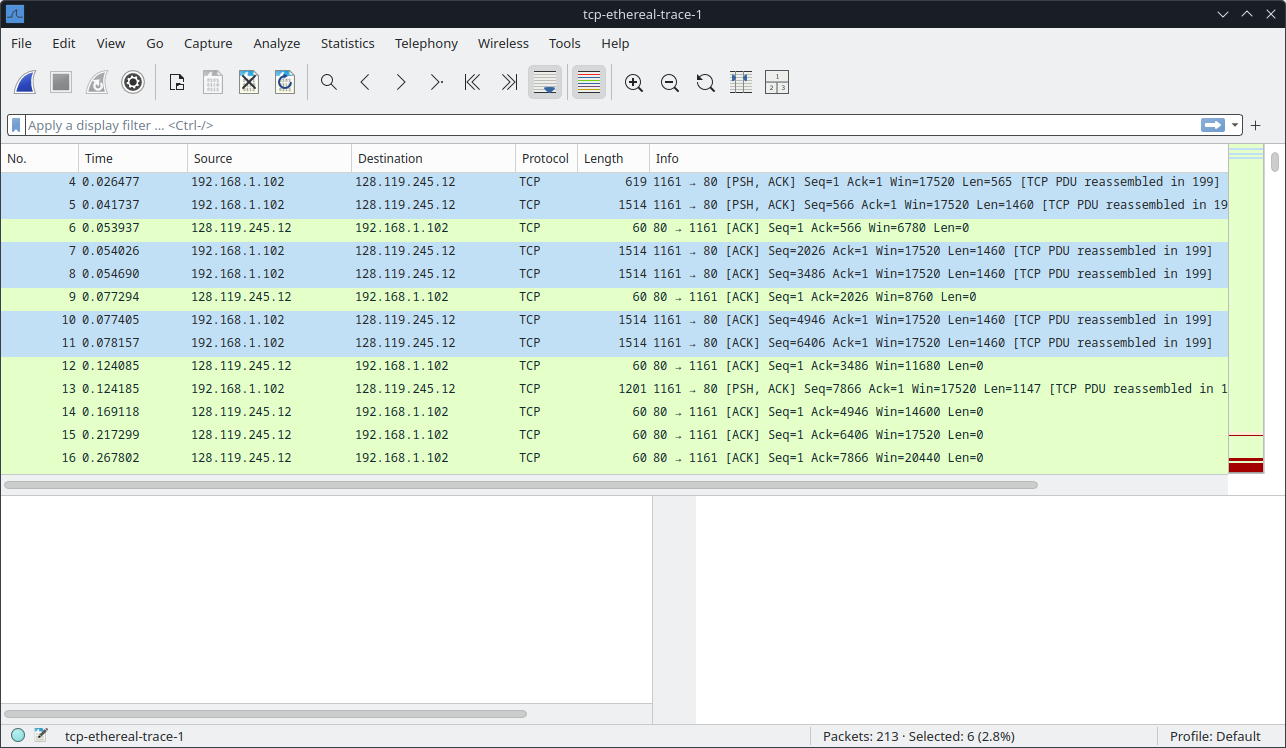 tcp-ethereal-trace-1
File Edit View Go Capture Analyze Statistics Telephony Wireless Tools Help
Apply a display filter ... <Ctrl-/>
No. Time Source Destination Protocol Length Info
4 0.026477 192.168.1.102 128.119.245.12 TCP 619 1161 → 80 [PSH, ACK] Seq=1 Ack=1 Win=17520 Len=565 [TCP PDU reassembled in 199]
5 0.041737 192.168.1.102 128.119.245.12 TCP 1514 1161 → 80 [PSH, ACK] Seq=566 Ack=1 Win=17520 Len=1460 [TCP PDU reassembled in 19
6 0.053937 128.119.245.12 192.168.1.102 TCP 60 80 → 1161 [ACK] Seq=1 Ack=566 Win=6780 Len=0
7 0.054026 192.168.1.102 128.119.245.12 TCP 1514 1161 → 80 [ACK] Seq=2026 Ack=1 Win=17520 Len=1460 [TCP PDU reassembled in 199]
8 0.054690 192.168.1.102 128.119.245.12 TCP 1514 1161 → 80 [ACK] Seq=3486 Ack=1 Win=17520 Len=1460 [TCP PDU reassembled in 199]
9 0.077294 128.119.245.12 192.168.1.102 TCP 60 80 → 1161 [ACK] Seq=1 Ack=2026 Win=8760 Len=0
10 0.077405 192.168.1.102 128.119.245.12 TCP 1514 1161 → 80 [ACK] Seq=4946 Ack=1 Win=17520 Len=1460 [TCP PDU reassembled in 199]
11 0.078157 192.168.1.102 128.119.245.12 TCP 1514 1161 → 80 [ACK] Seq=6406 Ack=1 Win=17520 Len=1460 [TCP PDU reassembled in 199]
12 0.124085 128.119.245.12 192.168.1.102 TCP 60 80 → 1161 [ACK] Seq=1 Ack=3486 Win=11680 Len=0
13 0.124185 192.168.1.102 128.119.245.12 TCP 1201 1161 → 80 [PSH, ACK] Seq=7866 Ack=1 Win=17520 Len=1147 [TCP PDU reassembled in 1
14 0.169118 128.119.245.12 192.168.1.102 TCP 60 80 → 1161 [ACK] Seq=1 Ack=4946 Win=14600 Len=0
15 0.217299 128.119.245.12 192.168.1.102 TCP 60 80 → 1161 [ACK] Seq=1 Ack=6406 Win=17520 Len=0
16 0.267802 128.119.245.12 192.168.1.102 TCP 60 80 → 1161 [ACK] Seq=1 Ack=7866 Win=20440 Len=0
tcp-ethereal-trace-1 Packets: 213 · Selected: 6 (2.8%) Profile: Default